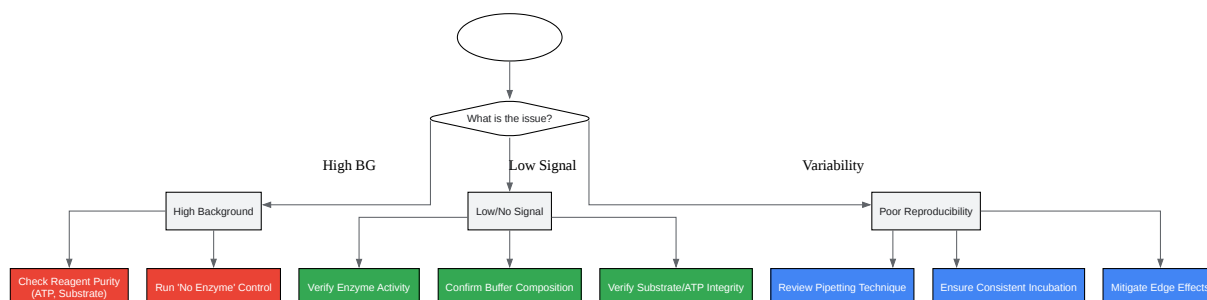 What is the issue?
High BG
Low Signal
Variability
High Background
Low/No Signal
Poor Reproducibility
Check Reagent Purity
(ATP, Substrate)
Run 'No Enzyme' Control
Verify Enzyme Activity
Confirm Buffer Composition
Verify Substrate/ATP Integrity
Review Pipetting Technique
Ensure Consistent Incubation
Mitigate Edge Effects